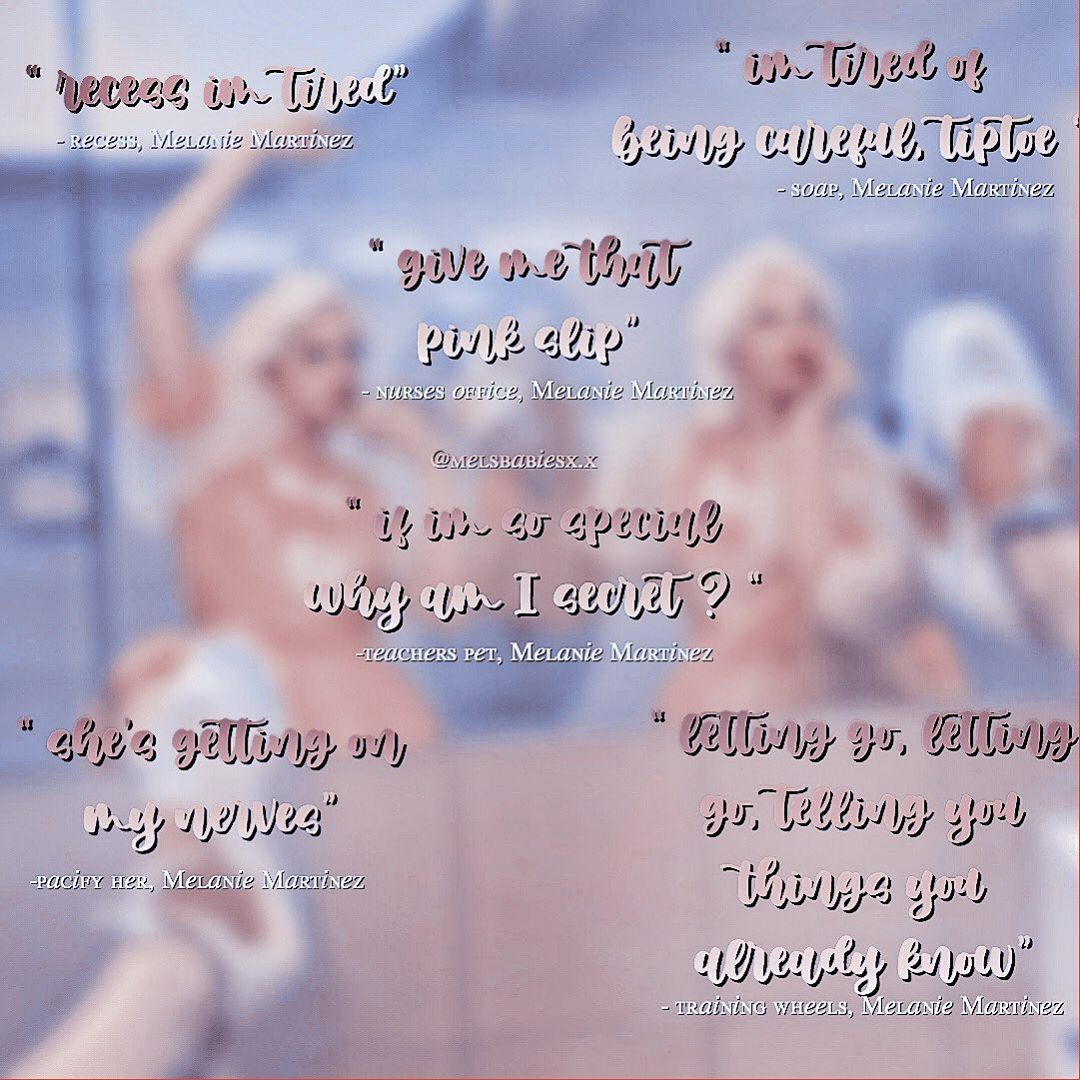 “ recess im tired”
- recess, Melanie Martinez
“ im tired of
being careful, tiptoe "
- soap, Melanie Martinez
“ give me that
pink slip”
- nurses office, Melanie Martinez
@melsbabiesx.x
“ if im so special
why am I secret ? “
-teachers pet, Melanie Martinez
“ she's getting on
my nerves”
-pacify her, Melanie Martinez
“ letting go, letting
go, telling you
things you
already know”
- training wheels, Melanie Martinez